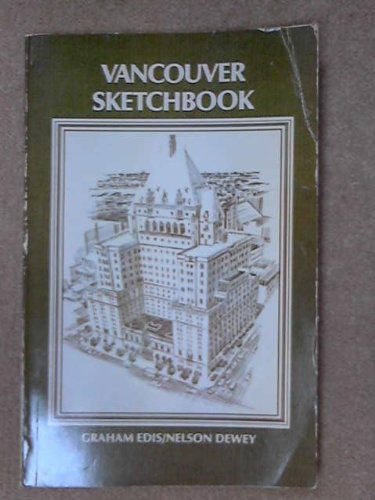 VANCOUVER
SKETCHBOOK
GRAHAM EDIS/NELSON DEWEY